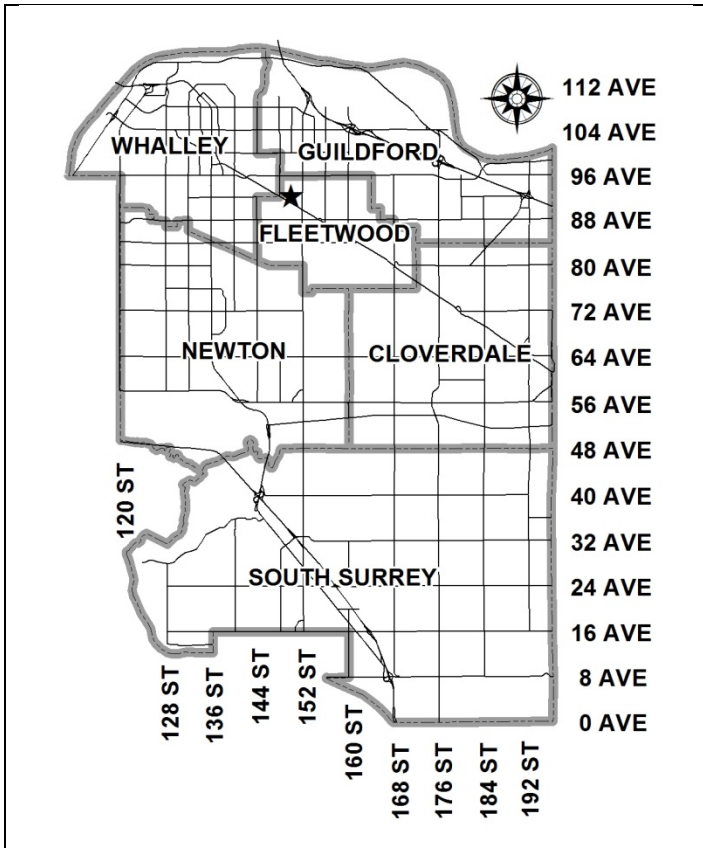 112 AVE
104 AVE
WHALLEY
GUILDFORD
96 AVE
88 AVE
FLEETWOOD
80 AVE
72 AVE
NEWTON
CLOVERDALE
64 AVE
56 AVE
48 AVE
120 ST
40 AVE
32 AVE
SOUTH SURREY
24 AVE
16 AVE
8 AVE
0 AVE
128 ST
136 ST
144 ST
152 ST
160 ST
168 ST
176 ST
184 ST
192 ST